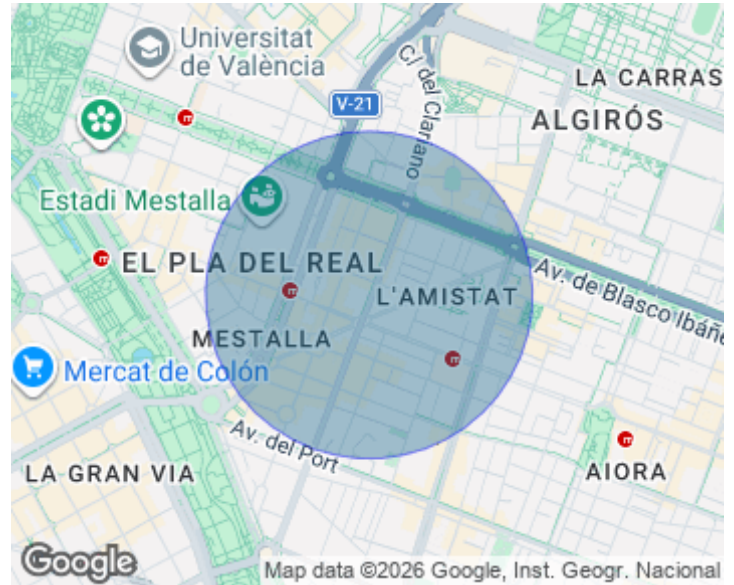 Universitat
de València
V-21
Cl del Clariano
LA CARRAS
ALGIRÓS
Estadi Mestalla
EL PLA DEL REAL
L'AMISTAT
Av. de Blasco Ibáñe
MESTALLA
Mercat de Colón
Av. del Port
LA GRAN VIA
AIORA
Google
Map data ©2026 Google, Inst. Geogr. Nacional